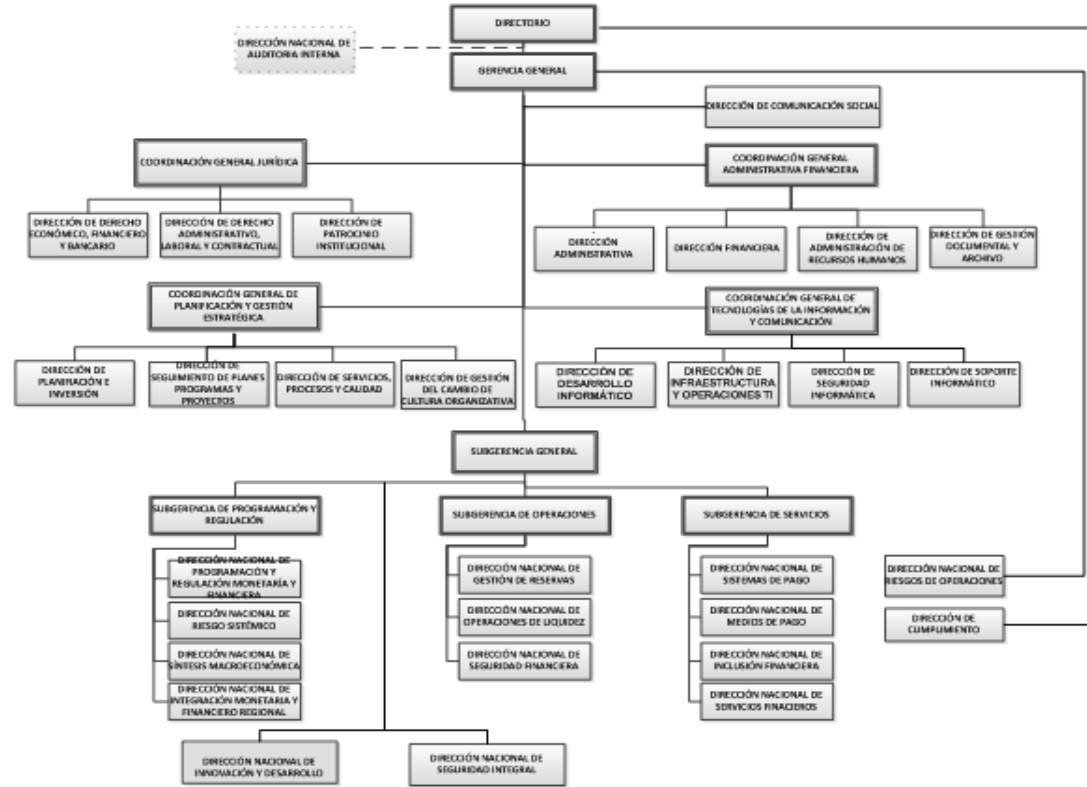 DIRECTORIO
DIRECCIÓN NACIONAL DE
AUDITORIA INTERNA
GERENCIA GENERAL
DIRECCIÓN DE COMUNICACIÓN SOCIAL
COORDINACIÓN GENERAL JURÍDICA
COORDINACIÓN GENERAL
ADMINISTRATIVA FINANCIERA
DIRECCIÓN DE DERECHO
ECONÓMICO, FINANCIERO
Y BANCARIO
DIRECCIÓN DE DERECHO
ADMINISTRATIVO,
LABORAL Y CONTRACTUAL
DIRECCIÓN DE
PATROCINIO
INSTITUCIONAL
DIRECCIÓN
ADMINISTRATIVA
DIRECCIÓN FINANCIERA
DIRECCIÓN DE
ADMINISTRACIÓN DE
RECURSOS HUMANOS
DIRECCIÓN DE GESTIÓN
DOCUMENTAL Y
ARCHIVO
COORDINACIÓN GENERAL DE
PLANIFICACIÓN Y GESTIÓN
ESTRATÉGICA
COORDINACIÓN GENERAL DE
TECNOLOGÍAS DE LA INFORMACIÓN
Y COMUNICACIÓN
DIRECCIÓN DE
PLANIFIACIÓN E
INVERSIÓN
DIRECCIÓN DE
SEGUIMIENTO DE PLANES
PROGRAMAS Y
PROYECTOS
DIRECCIÓN DE SERVICIOS,
PROCESOS Y CALIDAD
DIRECCIÓN DE GESTIÓN
DEL CAMBIO DE
CULTURA ORGANIZATIVA
DIRECCIÓN DE
DESARROLLO
INFORMÁTICO
DIRECCIÓN DE
INFRAESTRUCTURA
Y OPERACIONES TI
DIRECCIÓN DE
SEGURIDAD
INFORMÁTICA
DIRECCIÓN DE SOPORTE
INFORMÁTICO
SUBGERENCIA GENERAL
SUBGERENCIA DE PROGRAMACIÓN Y
REGULACIÓN
SUBGERENCIA DE OPERACIONES
SUBGERENCIA DE SERVICIOS
DIRECCIÓN NACIONAL DE
PROGRAMACIÓN Y
REGULACIÓN MONETARÍA Y
FINANCIERA
DIRECCIÓN NACIONAL DE
RIESGO SISTÉMICO
DIRECCIÓN NACIONAL DE
SÍNTESIS MACROECONÓMICA
DIRECCIÓN NACIONAL DE
INTEGRACIÓN MONETARIA Y
FINANCIERO REGIONAL
DIRECCIÓN NACIONAL DE
GESTIÓN DE RESERVAS
DIRECCIÓN NACIONAL DE
OPERACIONES DE LIQUIDEZ
DIRECCIÓN NACIONAL DE
SEGURIDAD FINANCIERA
DIRECCIÓN NACIONAL DE
SISTEMAS DE PAGO
DIRECCIÓN NACIONAL DE
MEDIOS DE PAGO
DIRECCIÓN NACIONAL DE
INCLUSIÓN FINANCIERA
DIRECCIÓN NACIONAL DE
SERVICIOS FINACIEROS
DIRECCIÓN NACIONAL DE
RIESGOS DE OPERACIONES
DIRECCIÓN DE
CUMPLIMIENTO
DIRECCIÓN NACIONAL DE
INNOVACIÓN Y DESARROLLO
DIRECCIÓN NACIONAL DE
SEGURIDAD INTEGRAL